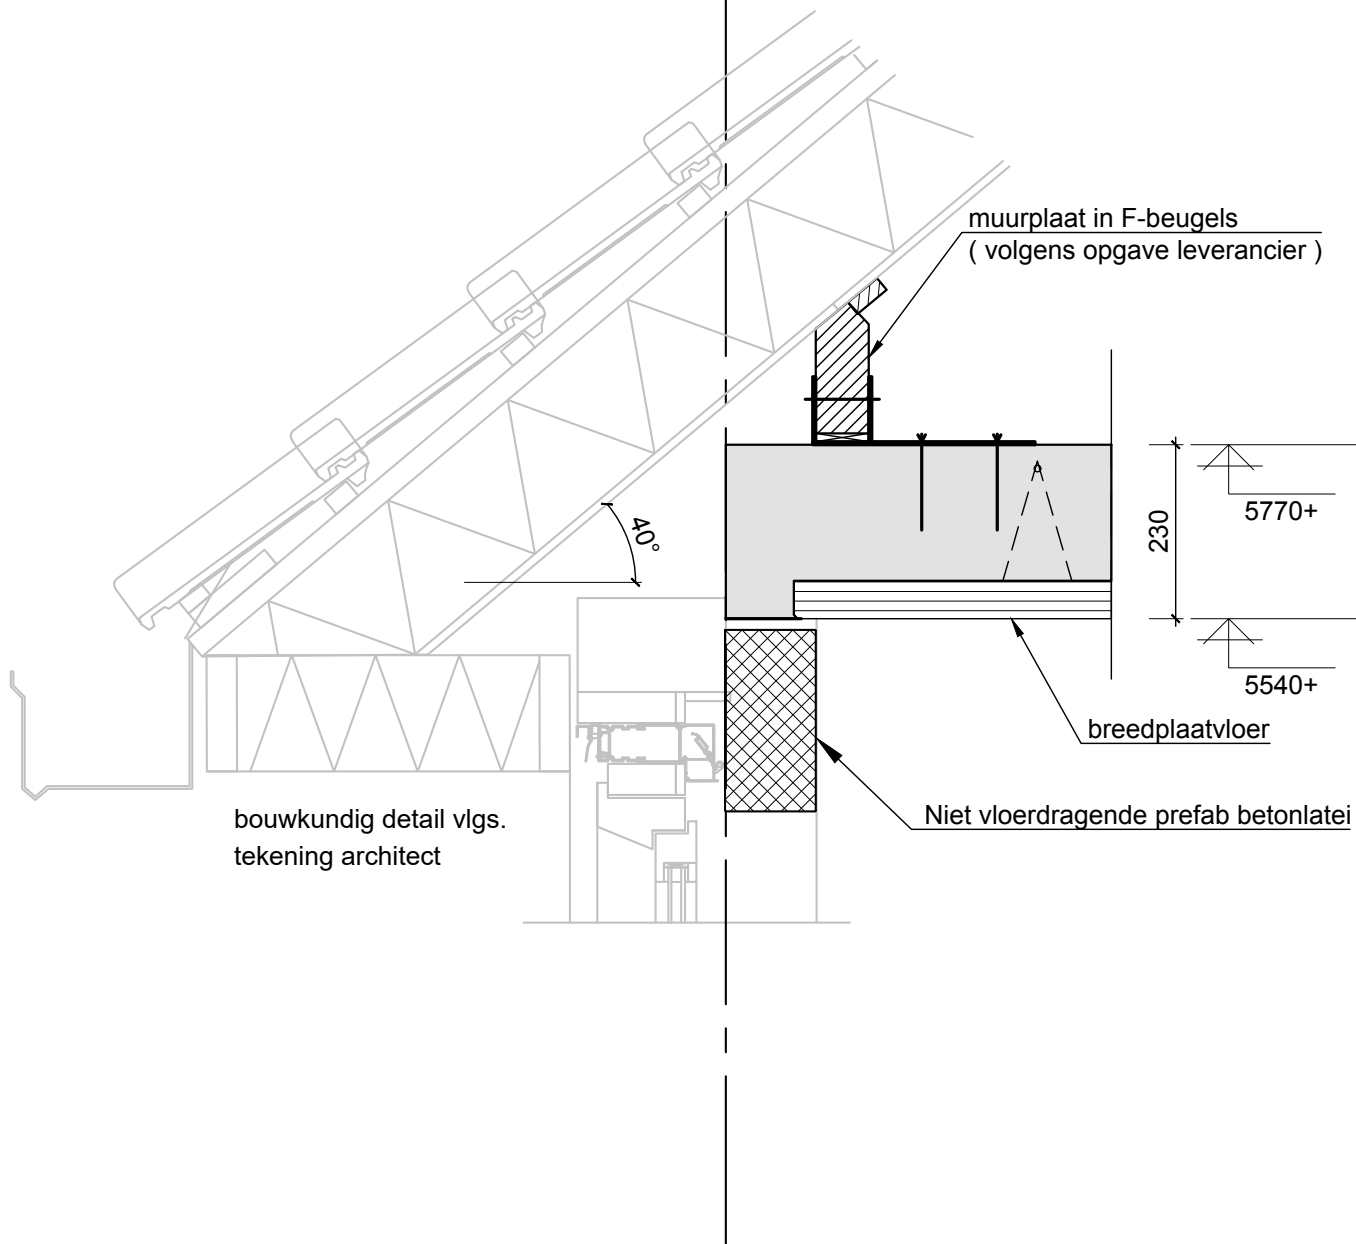 muurplaat in F-beugels
( volgens opgave leverancier )
40°
230
5770+
5540+
breedplaatvloer
Niet vloerdragende prefab betonlatei
bouwkundig detail vlgs.
tekening architect